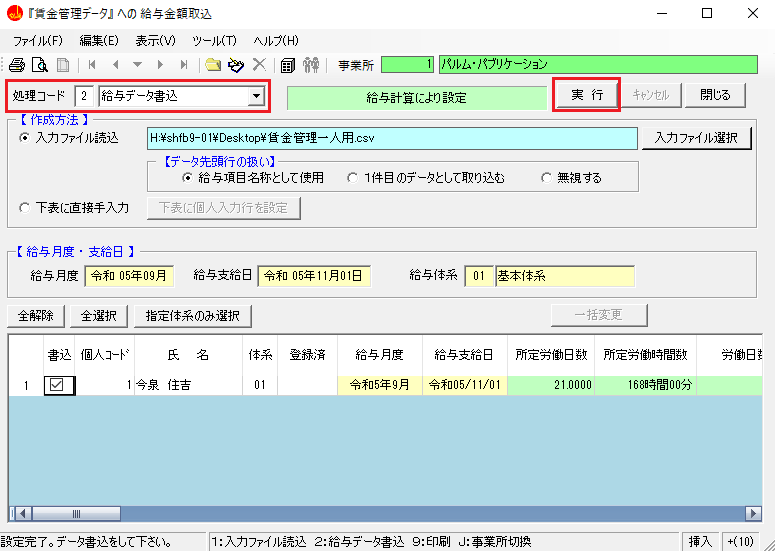 『賃金管理データ』への 給与金額取込
ファイル(F) 編集(E) 表示(V) ツール(T) ヘルプ(H)
事業所 1 パルム・パブリケーション
処理コード 2 給与データ書込 給与計算により設定 実 行 キャンセル 閉じる
【 作成方法 】
入力ファイル読込 H:¥shfb9-01¥Desktop¥賃金管理一人用.csv 入力ファイル選択
【データ先頭行の扱い】
給与項目名称として使用 1件目のデータとして取り込む 無視する
下表に直接手入力 下表に個人入力行を設定
【 給与月度・支給日 】
給与月度 令和 05年09月 給与支給日 令和 05年11月01日 給与体系 01 基本体系
全解除 全選択 指定体系のみ選択 一括変更
書込 個人コード 氏 名 体系 登録済 給与月度 給与支給日 所定労働日数 所定労働時間数 労働日数
1 1 今泉 住吉 01 令和5年9月 令和05/11/01 21.0000 168時間00分
設定完了。データ書込をして下さい。 1:入力ファイル読込 2:給与データ書込 9:印刷 J:事業所切換 挿入 +(10)